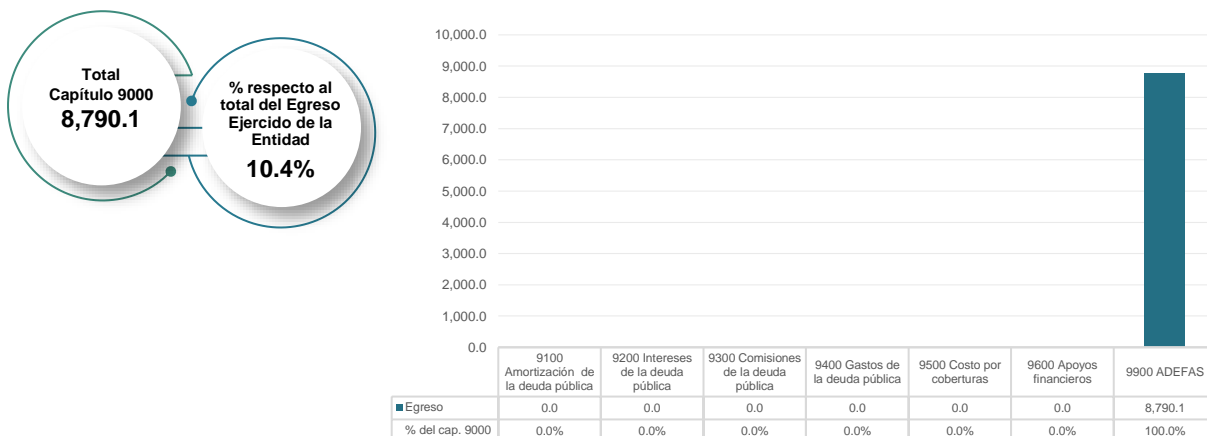 Total
Capítulo 9000
8,790.1
% respecto al
total del Egreso
Ejercido de la
Entidad
10.4%
10,000.0
9,000.0
8,000.0
7,000.0
6,000.0
5,000.0
4,000.0
3,000.0
2,000.0
1,000.0
0.0
9100
Amortización de
la deuda pública
9200 Intereses
de la deuda
pública
9300 Comisiones
de la deuda
pública
9400 Gastos de
la deuda pública
9500 Costo por
coberturas
9600 Apoyos
financieros
9900 ADEFAS
Egreso 0.0 0.0 0.0 0.0 0.0 0.0 8,790.1
% del cap. 9000 0.0% 0.0% 0.0% 0.0% 0.0% 0.0% 100.0%